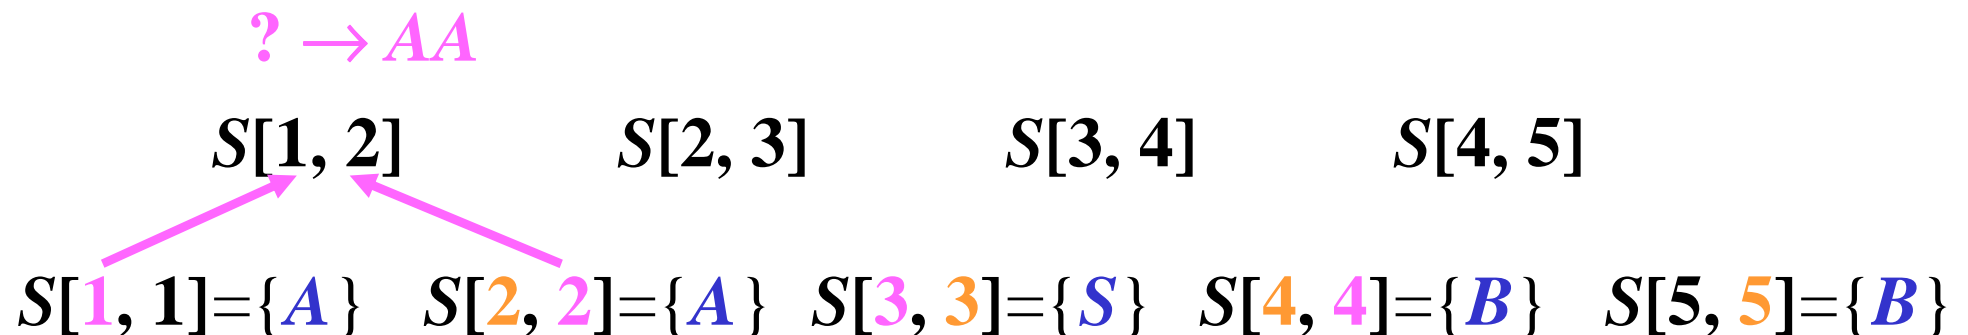 ? → AA
S[1, 2] S[2, 3] S[3, 4] S[4, 5]
S[1, 1]={A} S[2, 2]={A} S[3, 3]={S} S[4, 4]={B} S[5, 5]={B}